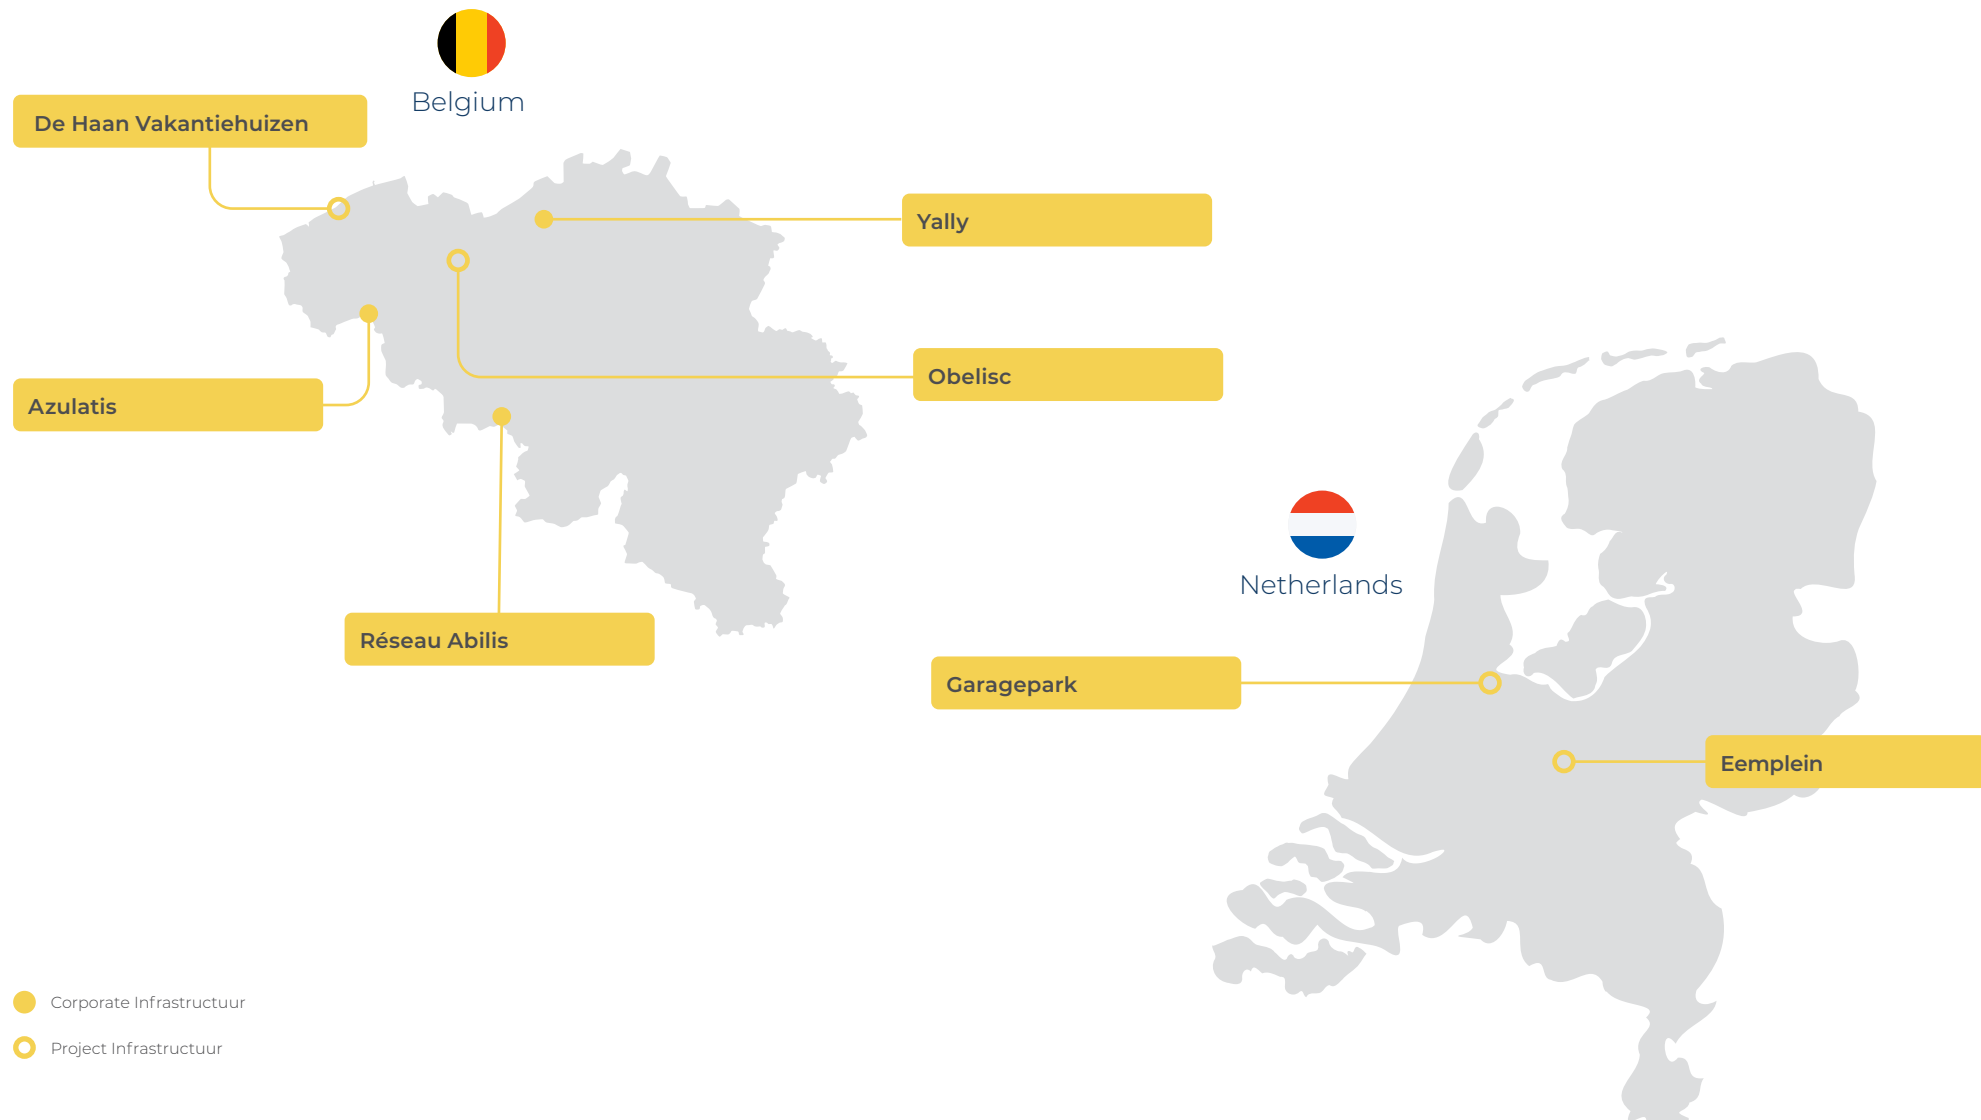 Belgium
De Haan Vakantiehuizen
Yally
Obelisc
Azulatis
Réseau Abilis
Netherlands
Garagepark
Eemplein
Corporate Infrastructuur
Project Infrastructuur